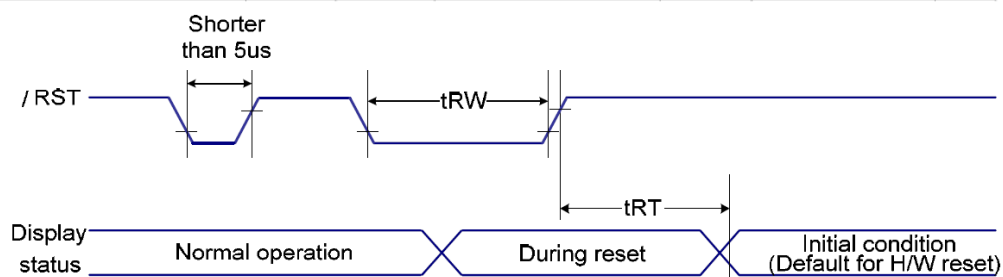 Shorter
than 5us
/ RST
tRW
tRT
Display
status
Normal operation
During reset
Initial condition
(Default for H/W reset)